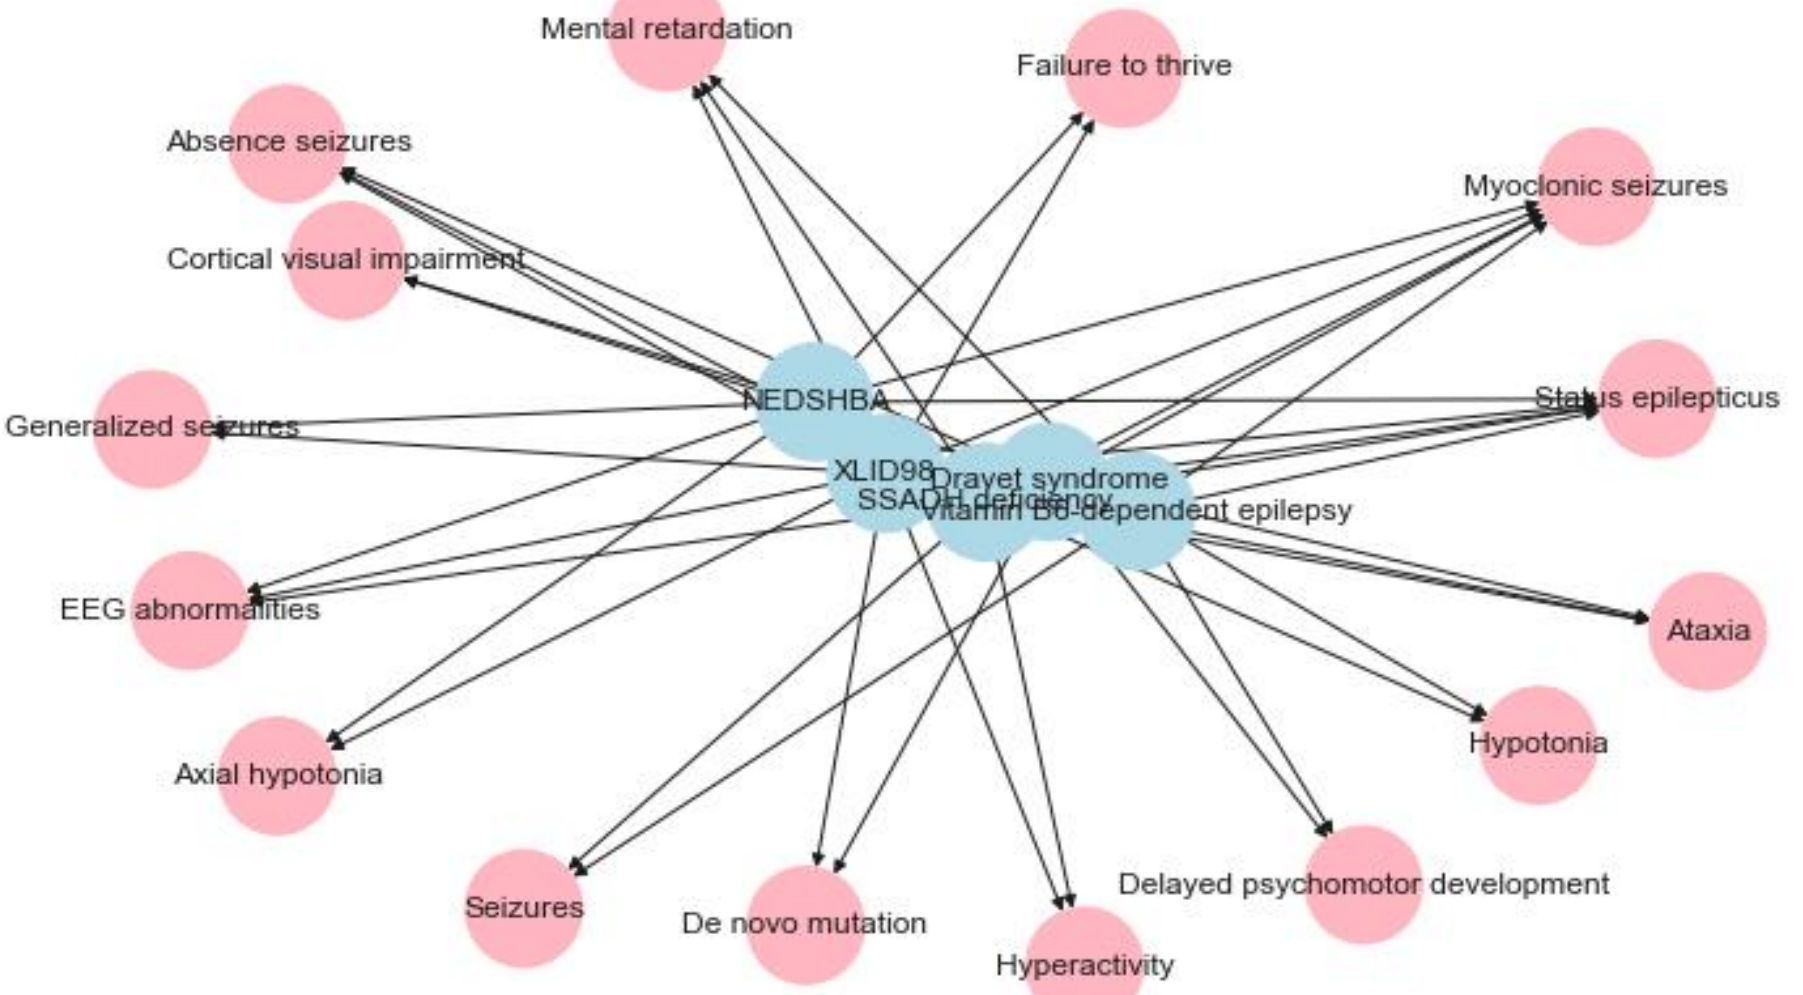 Mental retardation
Failure to thrive
Absence seizures
Myoclonic seizures
Cortical visual impairment
NEDSHBA
Status epilepticus
Generalized seizures
XLID98
Dravet syndrome
SSADH deficiency
Vitamin B6-dependent epilepsy
EEG abnormalities
Ataxia
Hypotonia
Axial hypotonia
Delayed psychomotor development
Seizures
De novo mutation
Hyperactivity